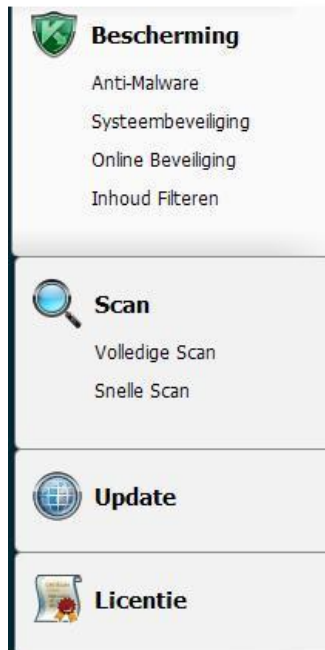 Bescherming
Anti-Malware
Systeembeveiliging
Online Beveiliging
Inhoud Filteren
Scan
Volledige Scan
Snelle Scan
Update
Licentie